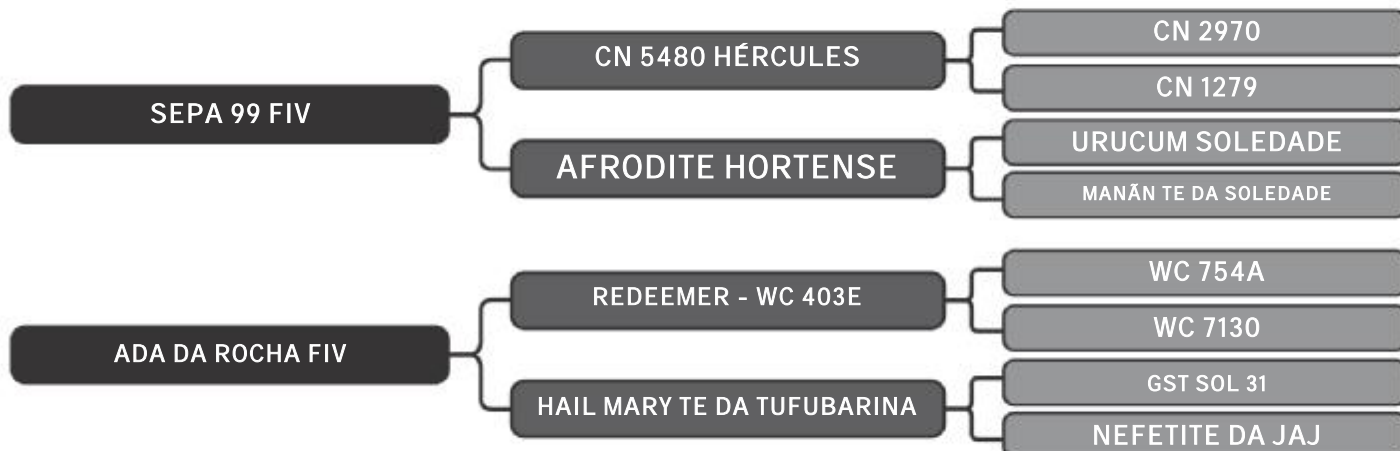 SEPA 99 FIV
CN 5480 HÉRCULES
CN 2970
CN 1279
AFRODITE HORTENSE
URUCUM SOLEDADE
MANÃN TE DA SOLEDADE
ADA DA ROCHA FIV
REDEEMER - WC 403E
WC 754A
WC 7130
HAIL MARY TE DA TUFUBARINA
GST SOL 31
NEFETITE DA JAJ